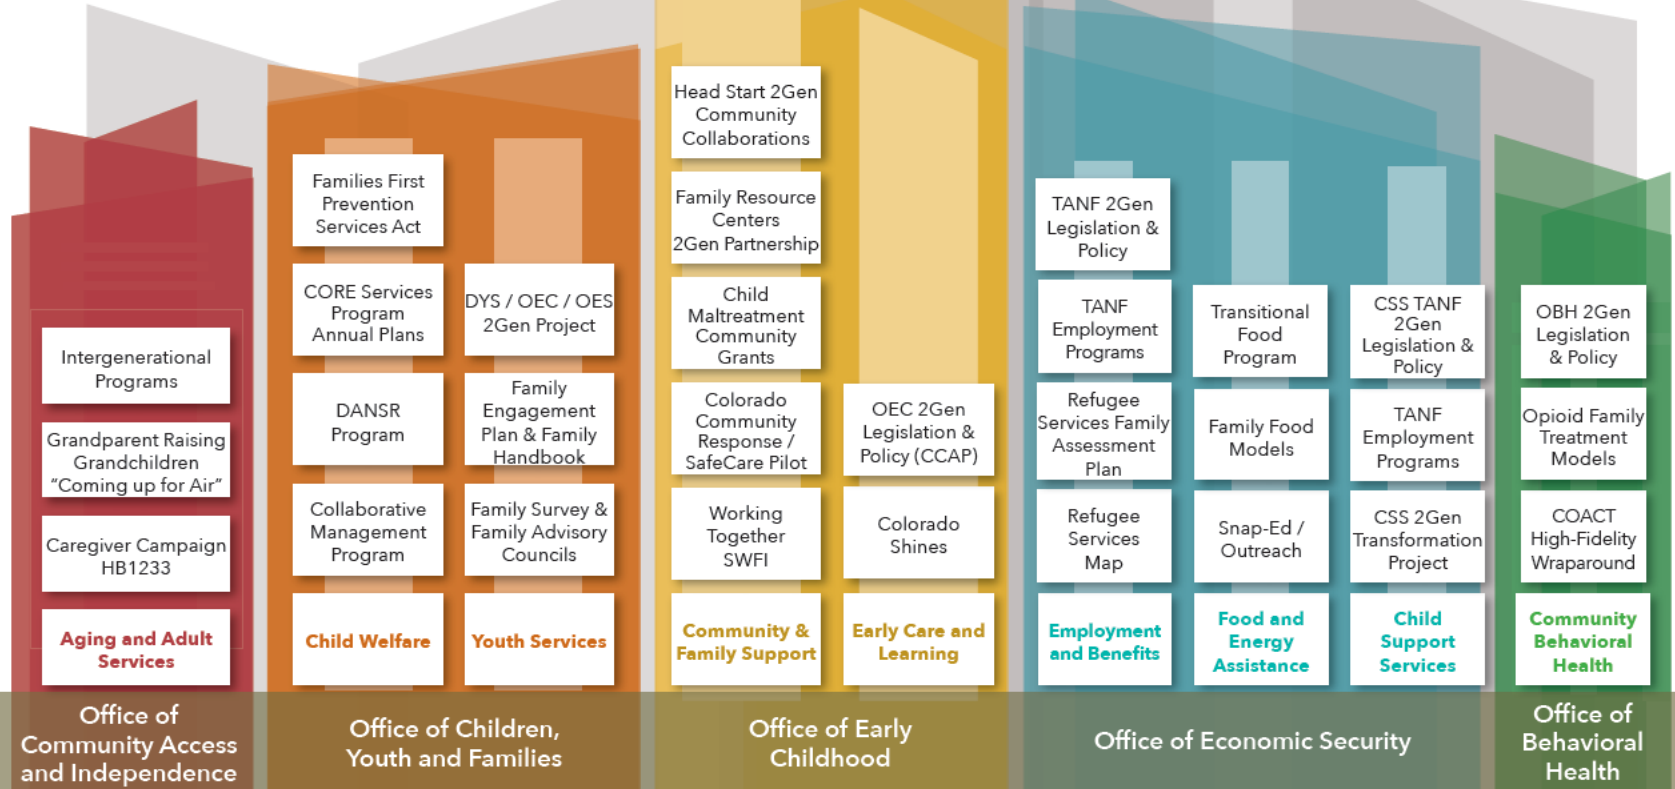 Intergenerational
Programs
Grandparent Raising
Grandchildren
“Coming up for Air”
Caregiver Campaign
HB1233
Aging and Adult
Services
Office of
Community Access
and Independence
Families First
Prevention
Services Act
CORE Services
Program
Annual Plans
DANSR
Program
Collaborative
Management
Program
Child Welfare
DYS / OEC / OES
2Gen Project
Family
Engagement
Plan & Family
Handbook
Family Survey &
Family Advisory
Councils
Youth Services
Office of Children,
Youth and Families
Head Start 2Gen
Community
Collaborations
Family Resource
Centers
2Gen Partnership
Child
Maltreatment
Community
Grants
Colorado
Community
Response /
SafeCare Pilot
Working
Together
SWFI
Community &
Family Support
OEC 2Gen
Legislation &
Policy (CCAP)
Colorado
Shines
Early Care and
Learning
Office of Early
Childhood
TANF 2Gen
Legislation &
Policy
TANF
Employment
Programs
Refugee
Services Family
Assessment
Plan
Refugee
Services
Map
Employment
and Benefits
Transitional
Food
Program
Family Food
Models
Snap-Ed /
Outreach
Food and
Energy
Assistance
CSS TANF
2Gen
Legislation &
Policy
TANF
Employment
Programs
CSS 2Gen
Transformation
Project
Child
Support
Services
Office of Economic Security
OBH 2Gen
Legislation
& Policy
Opioid Family
Treatment
Models
COACT
High-Fidelity
Wraparound
Community
Behavioral
Health
Office of
Behavioral
Health